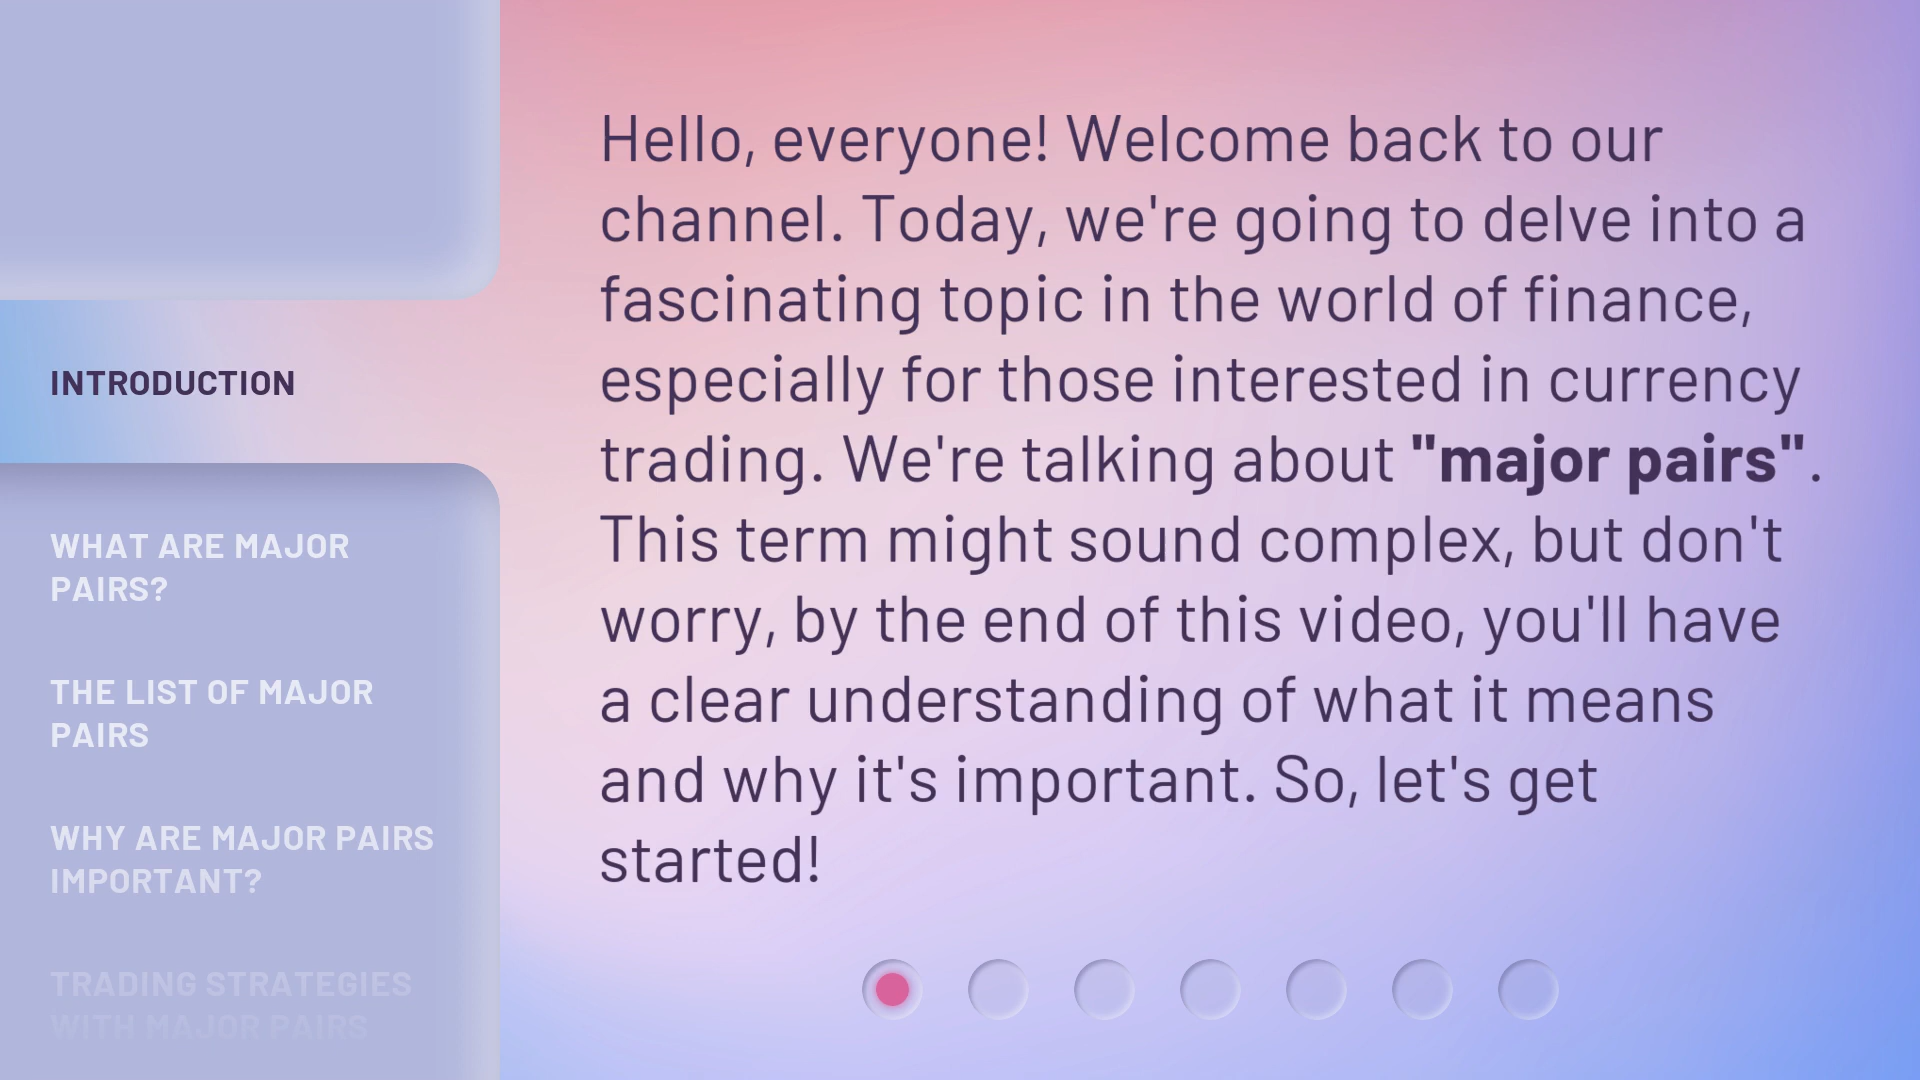 INTRODUCTION
WHAT ARE MAJOR
PAIRS?
THE LIST OF MAJOR
PAIRS
WHY ARE MAJOR PAIRS
IMPORTANT?
TRADING STRATEGIES
WITH MAJOR PAIRS
Hello, everyone! Welcome back to our
channel. Today, we're going to delve into a
fascinating topic in the world of finance,
especially for those interested in currency
trading. We're talking about "major pairs".
This term might sound complex, but don't
worry, by the end of this video, you'll have
a clear understanding of what it means
and why it's important. So, let's get
started!